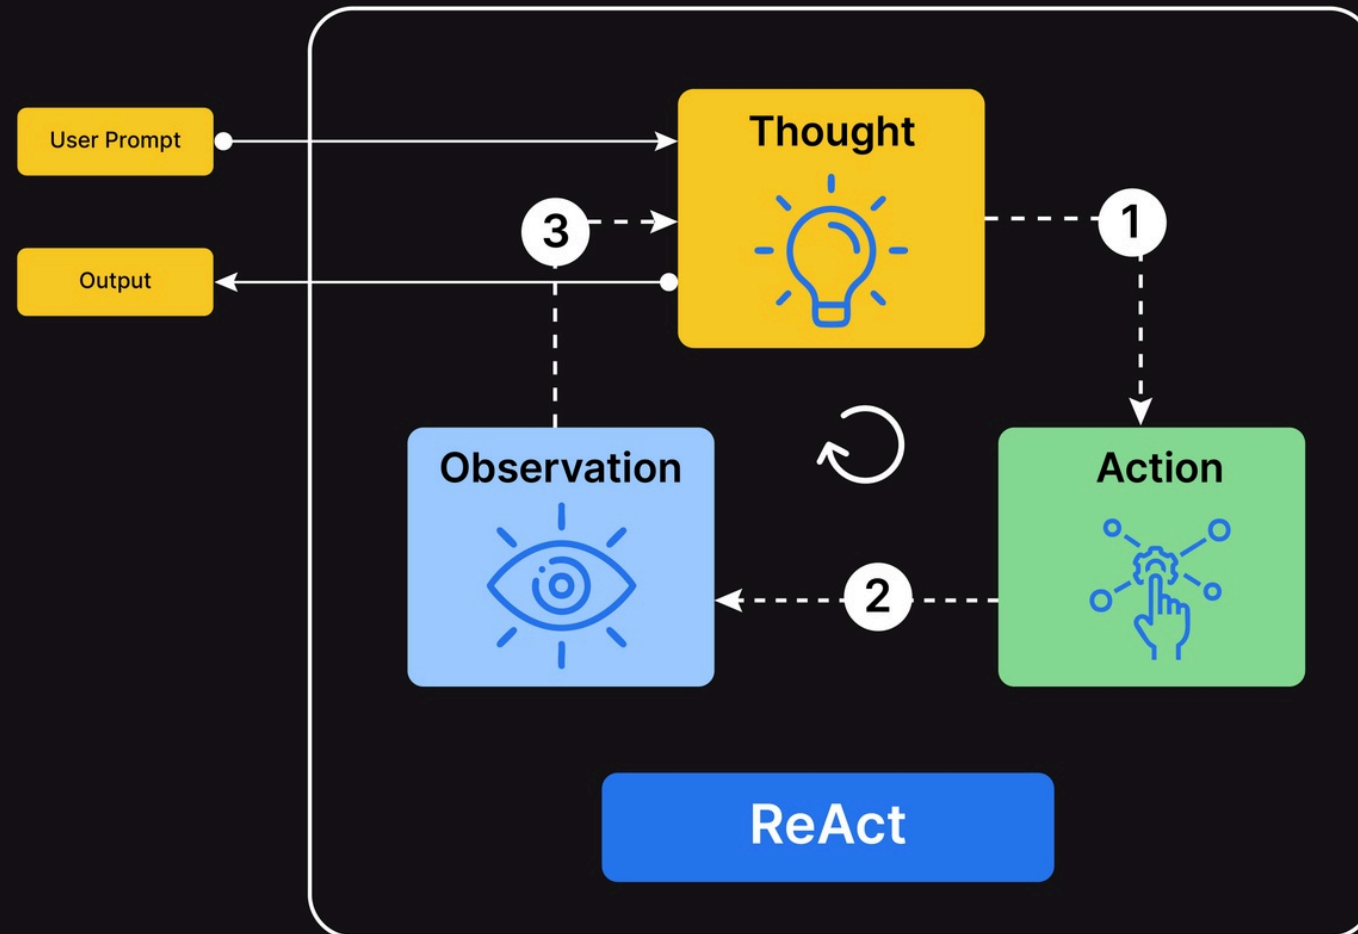 User Prompt
Thought
3
1
Output
Observation
Action
2
ReAct